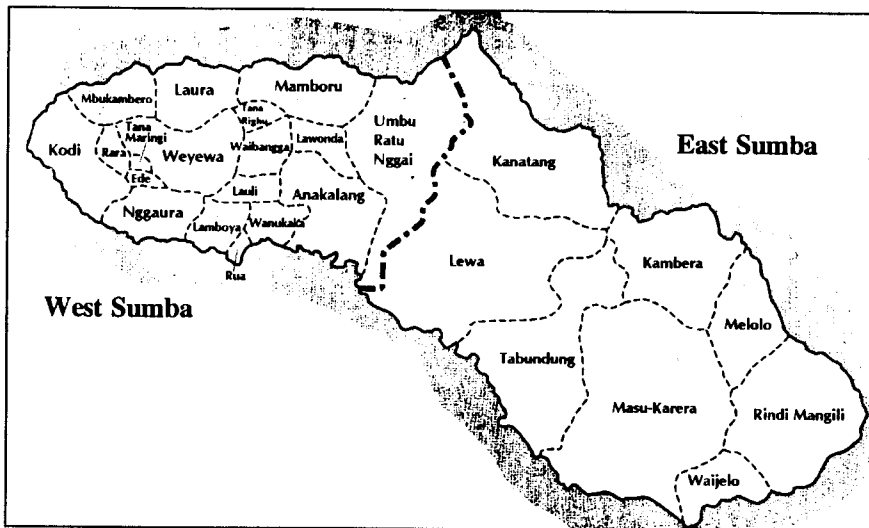 Mbukambero
Laura
Mamboru
Tana
Righu
Umbu
Ratu
Nggai
Kodi
Tana
Maringi
Rara
Weyewa
Waibangga
Lawonda
Ede
Lauli
Anakalang
Nggaura
Lamboya
Wanukaka
Rua
West Sumba
East Sumba
Kanatang
Lewa
Kambera
Melolo
Tabundung
Masu-Karera
Rindi Mangili
Waijelo